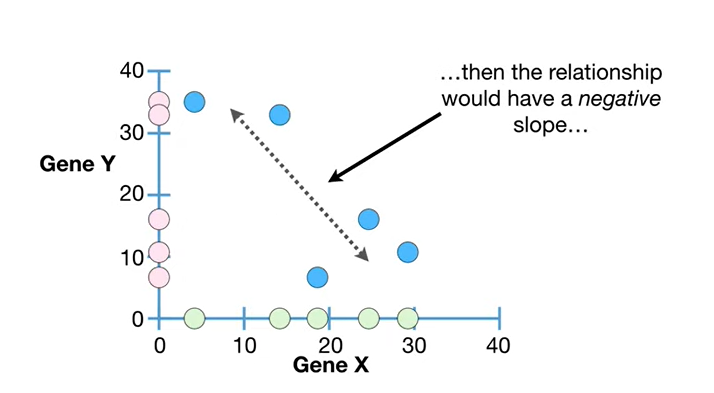 …then the relationship
would have a negative
slope…
40
30
Gene Y
20
10
0
0 10 20 30 40
Gene X